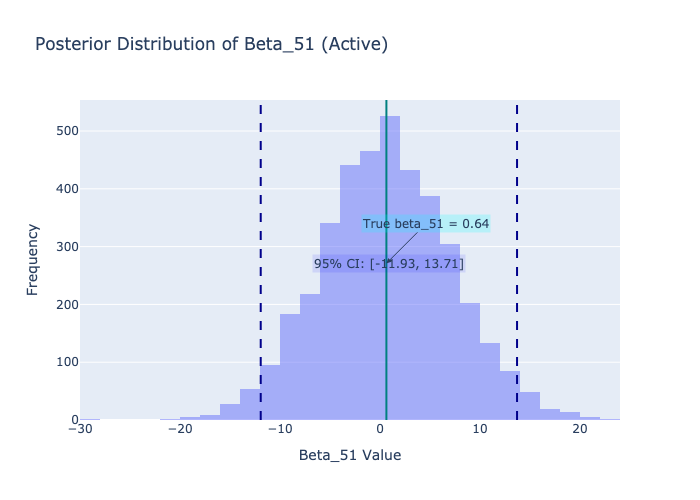 Posterior Distribution of Beta_51 (Active)
500
400
300
200
100
0
Frequency
True beta_51 = 0.64
95% CI: [-11.93, 13.71]
−30
−20
−10
0
10
20
Beta_51 Value